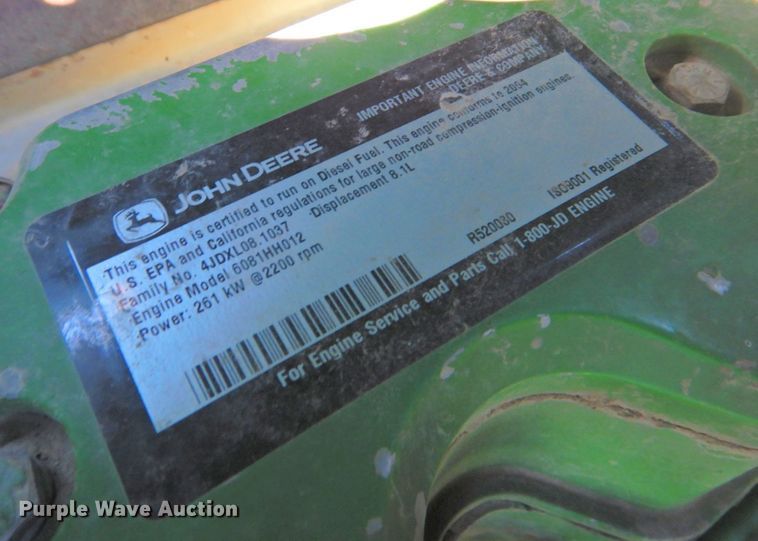 JOHN DEERE
IMPORTANT ENGINE INFORMATION
DEERE & COMPANY
This engine is certified to run on Diesel Fuel. This engine conforms to 2004
U.S. EPA and California regulations for large non-road compression-ignition engines.
Family No. 4JDXL08.1037 Displacement 8.1L
Engine Model 6081HH012
Power: 261 kW @2200 rpm
R520030 ISO9001 Registered
For Engine Service and Parts Call 1-800-JD ENGINE
Purple Wave Auction